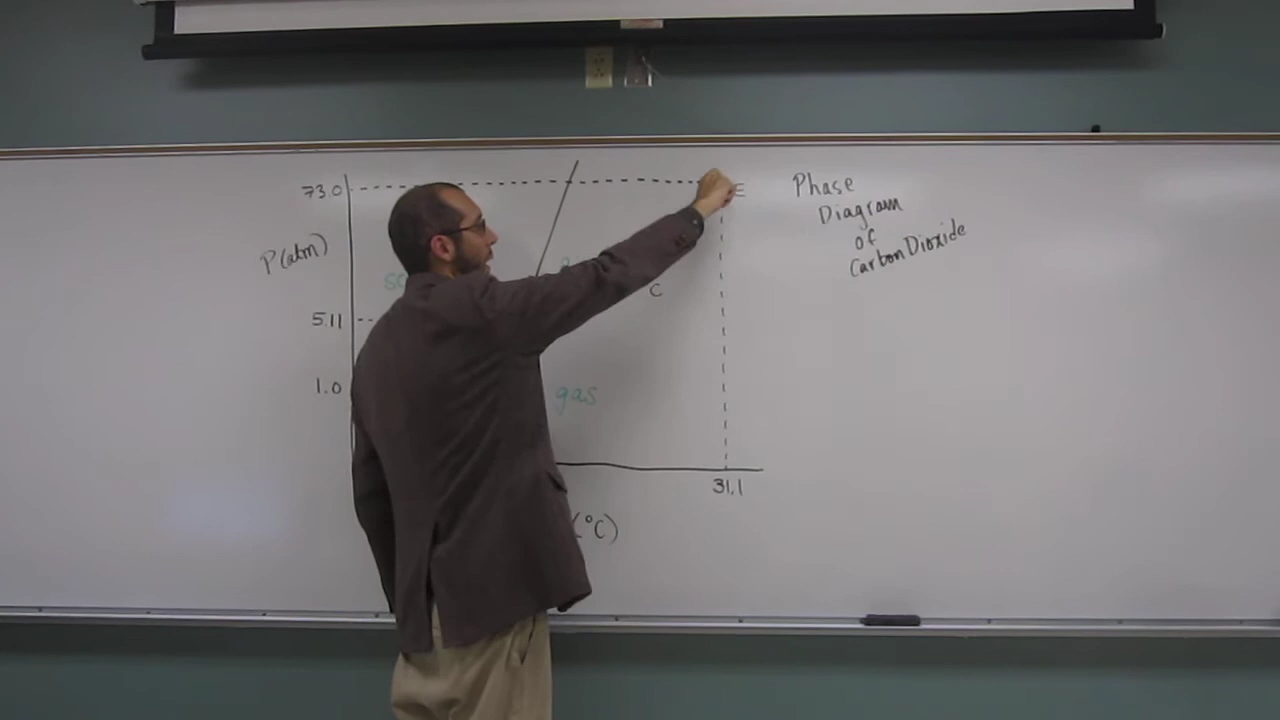 73.0
E
Phase
Diagram
of
Carbon Dioxide
P(atm)
C
5.11
1.0
gas
31.1
(°C)